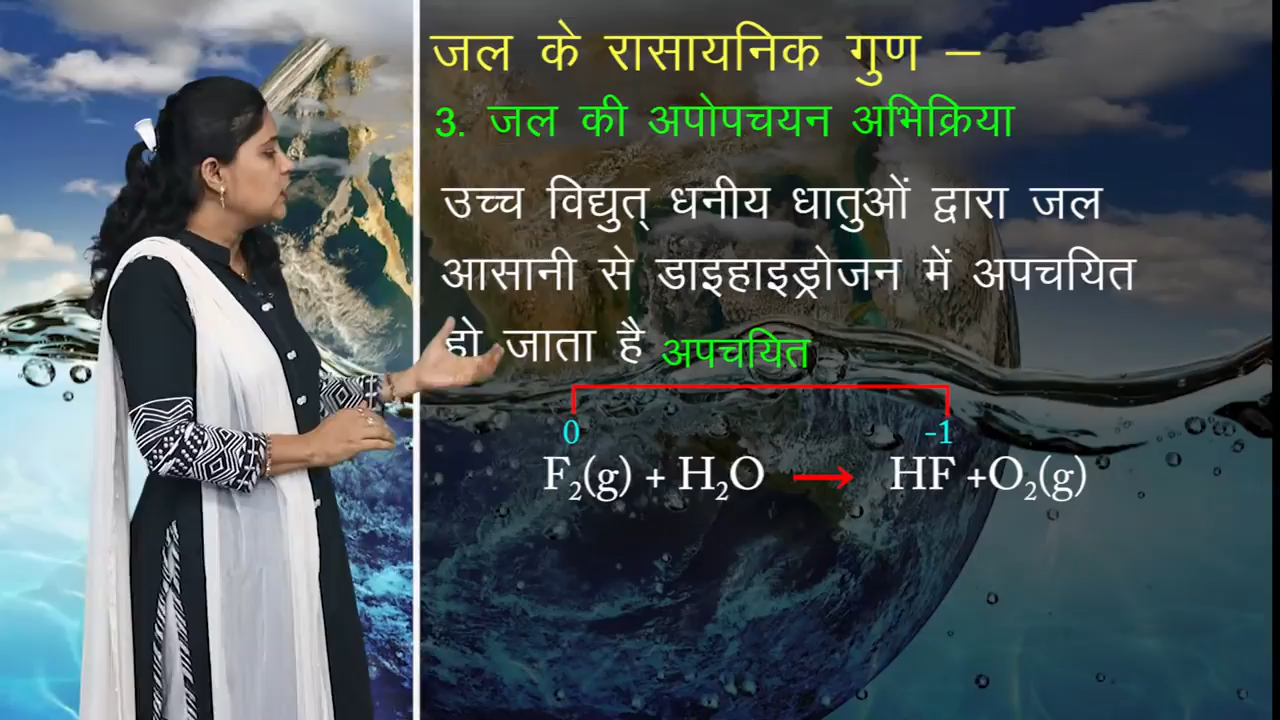 जल के रासायनिक गुण –
3. जल की अपोपचयन अभिक्रिया
उच्च विद्युत् धनीय धातुओं द्वारा जल
आसानी से डाइहाइड्रोजन में अपचयित
हो जाता है
अपचयित
0 -1
F₂(g) + H₂O → HF +O₂(g)